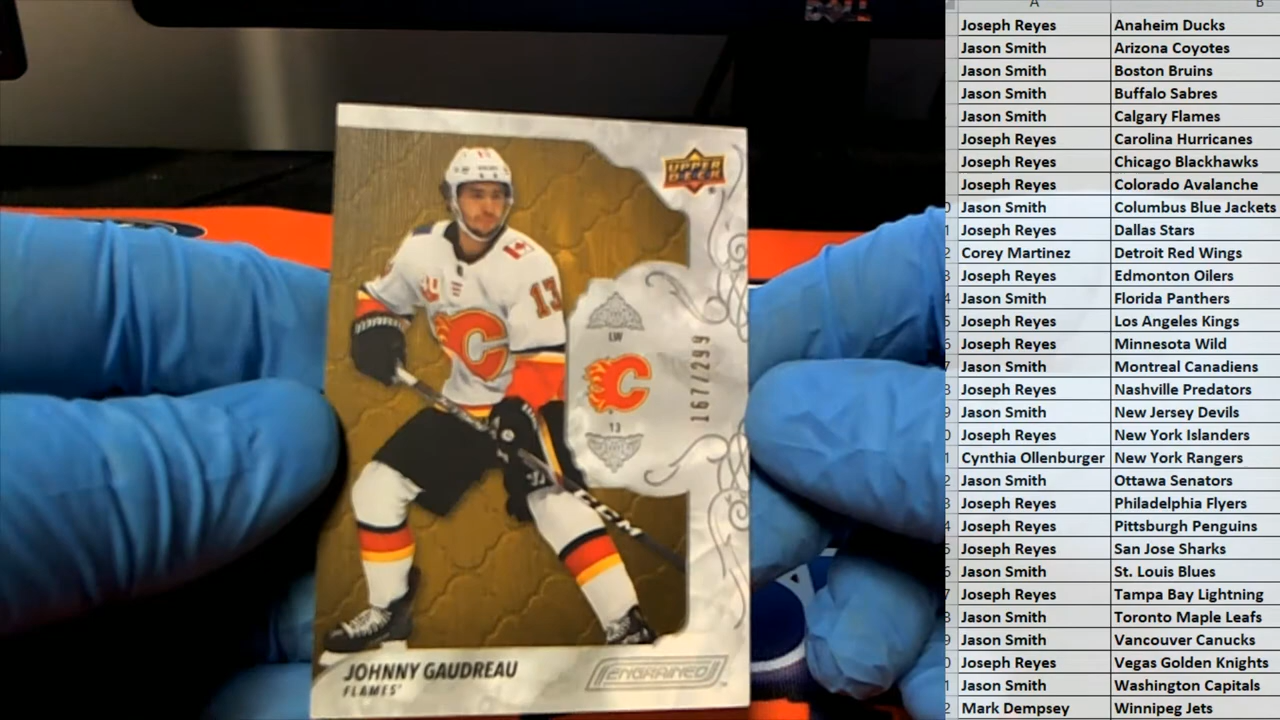 UPPER
DECK
13
LW
13
167/299
JOHNNY GAUDREAU
FLAMES
ENGRAINED
A B
Joseph Reyes Anaheim Ducks
Jason Smith Arizona Coyotes
Jason Smith Boston Bruins
Jason Smith Buffalo Sabres
Jason Smith Calgary Flames
Joseph Reyes Carolina Hurricanes
Joseph Reyes Chicago Blackhawks
Joseph Reyes Colorado Avalanche
Jason Smith Columbus Blue Jackets
Joseph Reyes Dallas Stars
Corey Martinez Detroit Red Wings
Joseph Reyes Edmonton Oilers
Jason Smith Florida Panthers
Joseph Reyes Los Angeles Kings
Joseph Reyes Minnesota Wild
Jason Smith Montreal Canadiens
Joseph Reyes Nashville Predators
Jason Smith New Jersey Devils
Joseph Reyes New York Islanders
Cynthia Ollenburger New York Rangers
Jason Smith Ottawa Senators
Joseph Reyes Philadelphia Flyers
Joseph Reyes Pittsburgh Penguins
Joseph Reyes San Jose Sharks
Jason Smith St. Louis Blues
Joseph Reyes Tampa Bay Lightning
Jason Smith Toronto Maple Leafs
Jason Smith Vancouver Canucks
Joseph Reyes Vegas Golden Knights
Jason Smith Washington Capitals
Mark Dempsey Winnipeg Jets